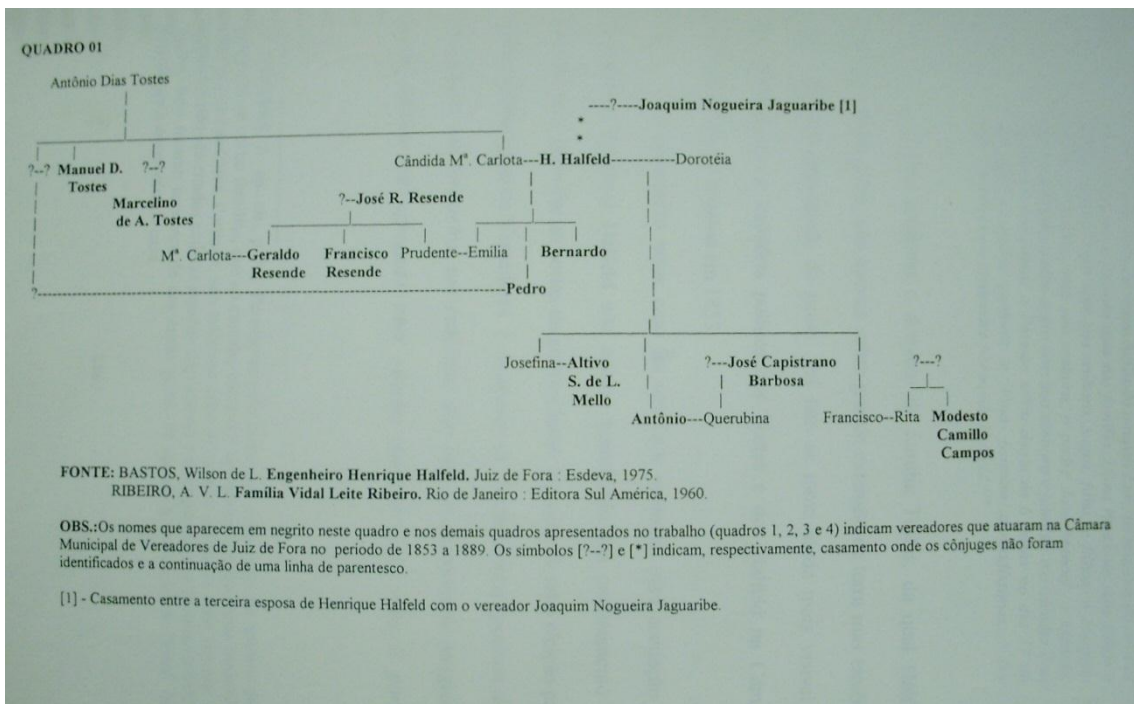 QUADRO 01
Antônio Dias Tostes
----?----Joaquim Nogueira Jaguaribe [1]
*
*
Cândida Mª. Carlota---H. Halfeld------------Dorotéia
?--? Manuel D. ?--?
Tostes
Marcelino
de A. Tostes
?--José R. Resende
Mª. Carlota---Geraldo Francisco Prudente--Emília Bernardo
Resende Resende
?------------------------------------------------------------Pedro
Josefina--Altivo ?---José Capistrano ?---?
S. de L. Barbosa
Mello
Antônio---Querubina Francisco--Rita Modesto
Camillo
Campos
FONTE: BASTOS, Wilson de L. Engenheiro Henrique Halfeld. Juiz de Fora : Esdeva, 1975.
RIBEIRO, A. V. L. Família Vidal Leite Ribeiro. Rio de Janeiro : Editora Sul América, 1960.
OBS.:Os nomes que aparecem em negrito neste quadro e nos demais quadros apresentados no trabalho (quadros 1, 2, 3 e 4) indicam vereadores que atuaram na Câmara
Municipal de Vereadores de Juiz de Fora no período de 1853 a 1889. Os símbolos [?--?] e [*] indicam, respectivamente, casamento onde os cônjuges não foram
identificados e a continuação de uma linha de parentesco.
[1] - Casamento entre a terceira esposa de Henrique Halfeld com o vereador Joaquim Nogueira Jaguaribe.